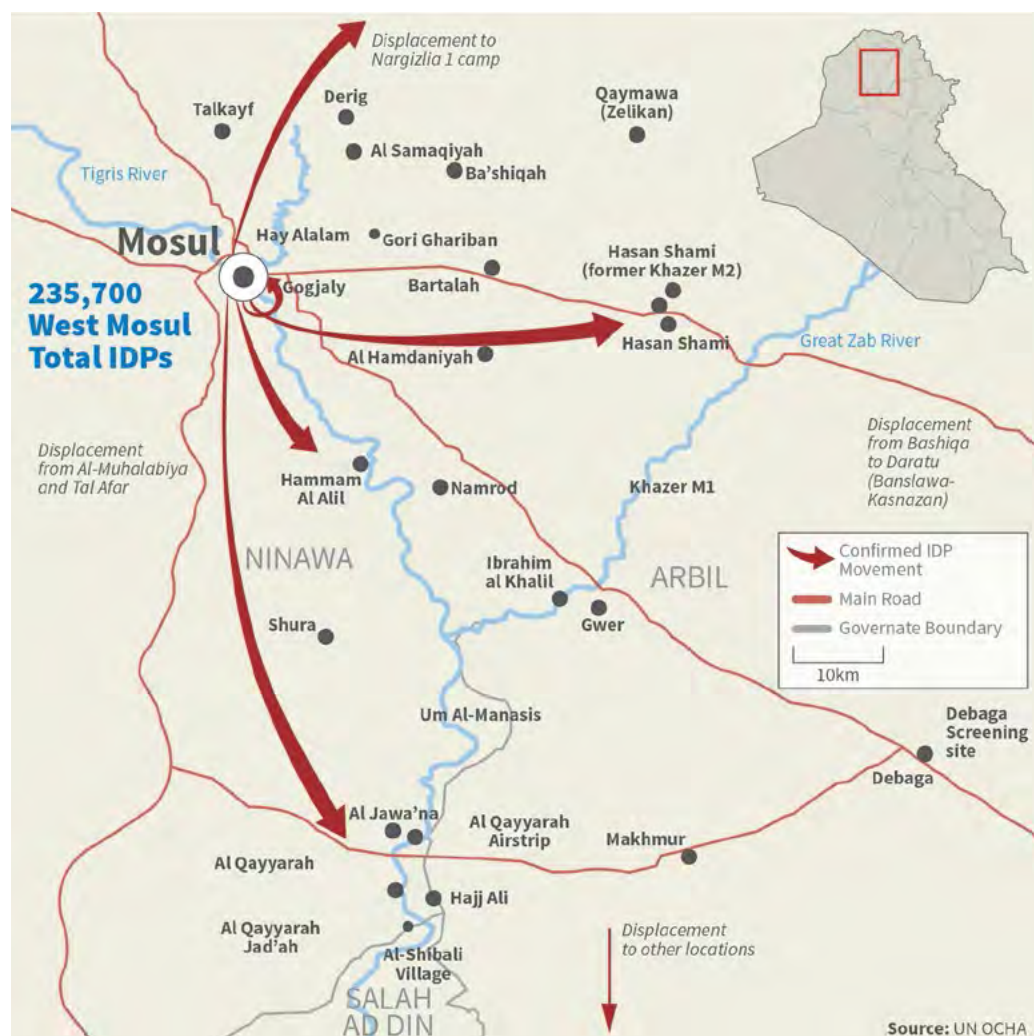 Displacement to
Nargizlia 1 camp
Talkayf
Derig
Qaymawa
(Zelikan)
Al Samaqiyah
Ba'shiqah
Tigris River
Mosul
Hay Alalam
Gori Ghariban
Hasan Shami
(former Khazer M2)
Gogjaly
Bartalah
235,700
West Mosul
Total IDPs
Hasan Shami
Great Zab River
Al Hamdaniyah
Displacement
from Al-Muhalabiya
and Tal Afar
Displacement
from Bashiqa
to Daratu
(Banslawa-
Kasnazan)
Hammam
Al Alil
Namrod
Khazer M1
NINAWA
Ibrahim
al Khalil
ARBIL
Confirmed IDP
Movement
Main Road
Governate Boundary
10km
Shura
Gwer
Um Al-Manasis
Debaga
Screening
site
Debaga
Al Jawa'na
Al Qayyarah
Airstrip
Makhmur
Al Qayyarah
Hajj Ali
Al Qayyarah
Jad'ah
Al-Shibali
Village
Displacement
to other locations
SALAH
AD DIN
Source: UN OCHA